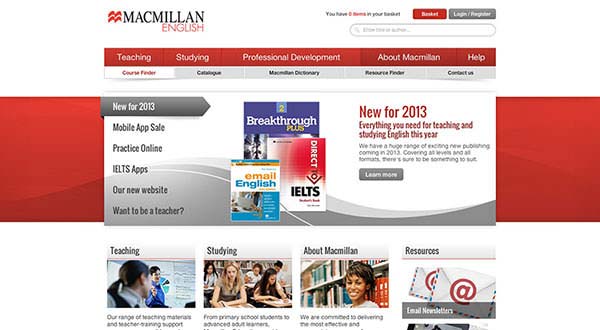 MACMILLAN
ENGLISH
You have 0 items in your basket
Basket
Login / Register
Enter title or author...
Teaching
Studying
Professional Development
About Macmillan
Help
Course Finder
Catalogue
Macmillan Dictionary
Resource Finder
Contact us
New for 2013
Mobile App Sale
Practice Online
IELTS Apps
Our new website
Want to be a teacher?
2
Breakthrough
PLUS
email
English
DIRECT
IELTS
Student's Book
New for 2013
Everything you need for teaching and
studying English this year
We have a huge range of exciting new publishing
coming in 2013. Covering all levels and all
formats, there's sure to be something to suit.
Learn more
Teaching
Studying
About Macmillan
Resources
@
@
Email Newsletters
Our range of teaching materials
and teacher-training support
From primary school students to
advanced adult learners,
We are committed to delivering
the most effective and